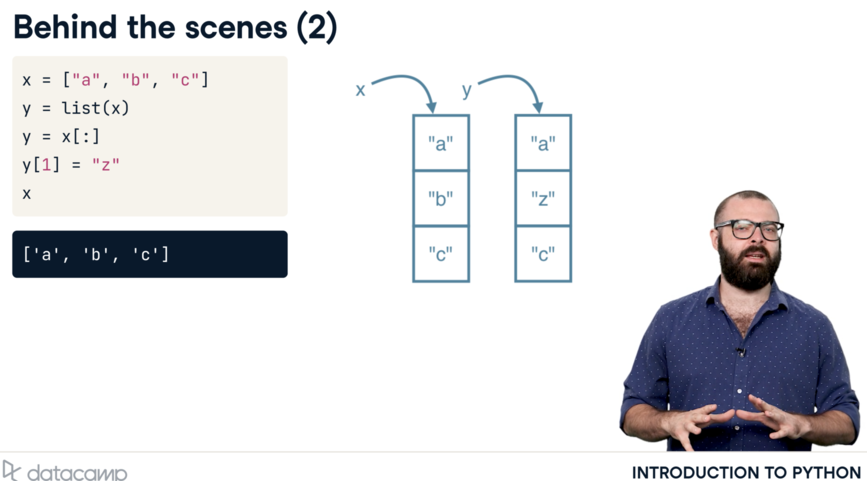 Behind the scenes (2)
x = ["a", "b", "c"]
y = list(x)
y = x[:]
y[1] = "z"
x
['a', 'b', 'c']
x
y
"a"
"b"
"c"
"a"
"z"
"c"
datacamp
INTRODUCTION TO PYTHON